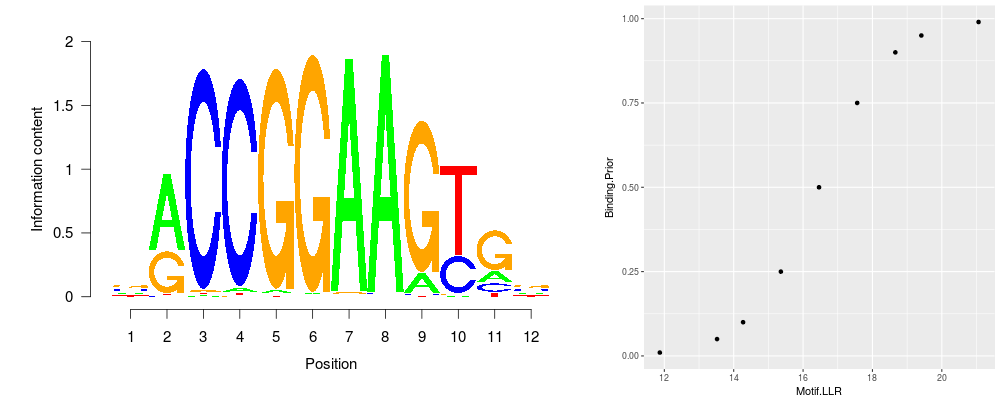 2
1.5
1
0.5
0
Information content
A
G
C
C
G
G
A
A
G
A
T
C
G
A
C
1 2 3 4 5 6 7 8 9 10 11 12
Position
1.00
0.75
0.50
0.25
0.00
Binding.Prior
12 14 16 18 20
Motif.LLR